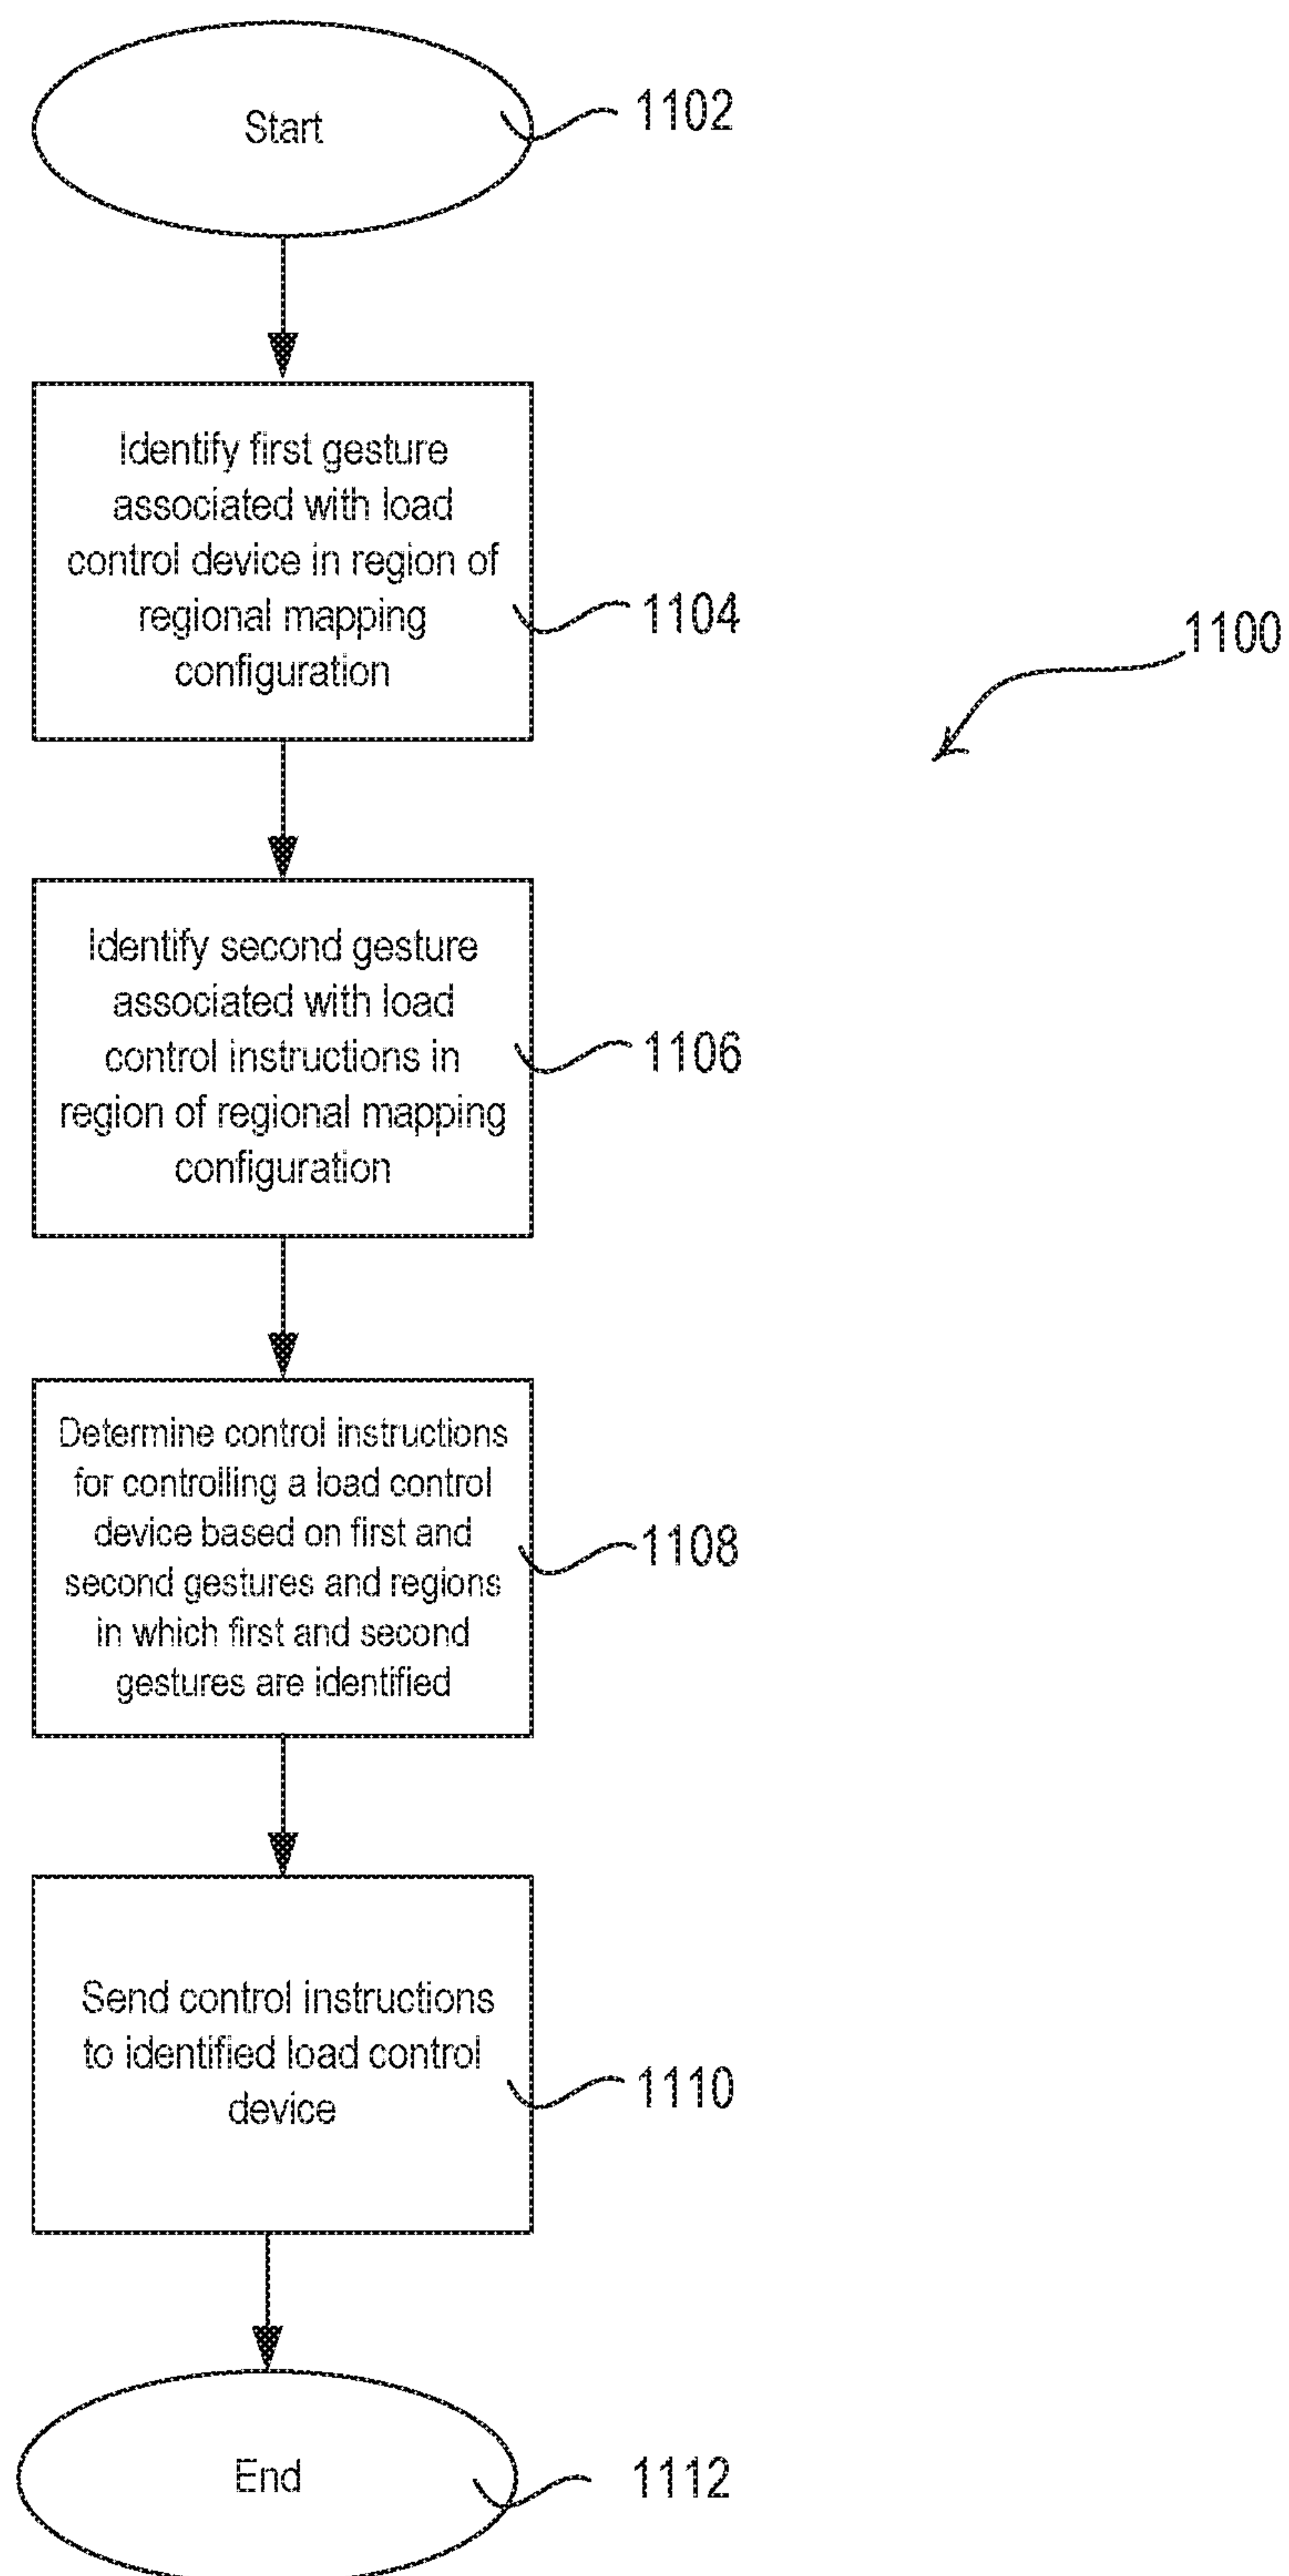 Start
1102
Identify first gesture
associated with load
control device in region of
regional mapping
configuration
1104
1100
Identify second gesture
associated with load
control instructions in
region of regional mapping
configuration
1106
Determine control instructions
for controlling a load control
device based on first and
second gestures and regions
in which first and second
gestures are identified
1108
Send control instructions
to identified load control
device
1110
End
1112